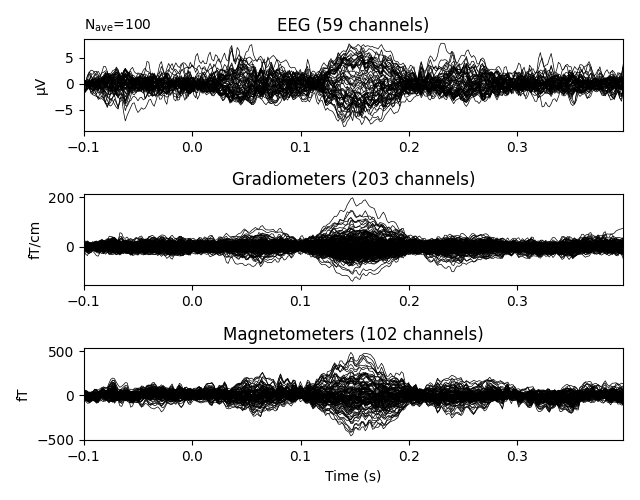 N_ave=100
EEG (59 channels)
5
0
−5
µV
−0.1 0.0 0.1 0.2 0.3
Gradiometers (203 channels)
200
0
fT/cm
−0.1 0.0 0.1 0.2 0.3
Magnetometers (102 channels)
500
0
−500
fT
−0.1 0.0 0.1 0.2 0.3
Time (s)